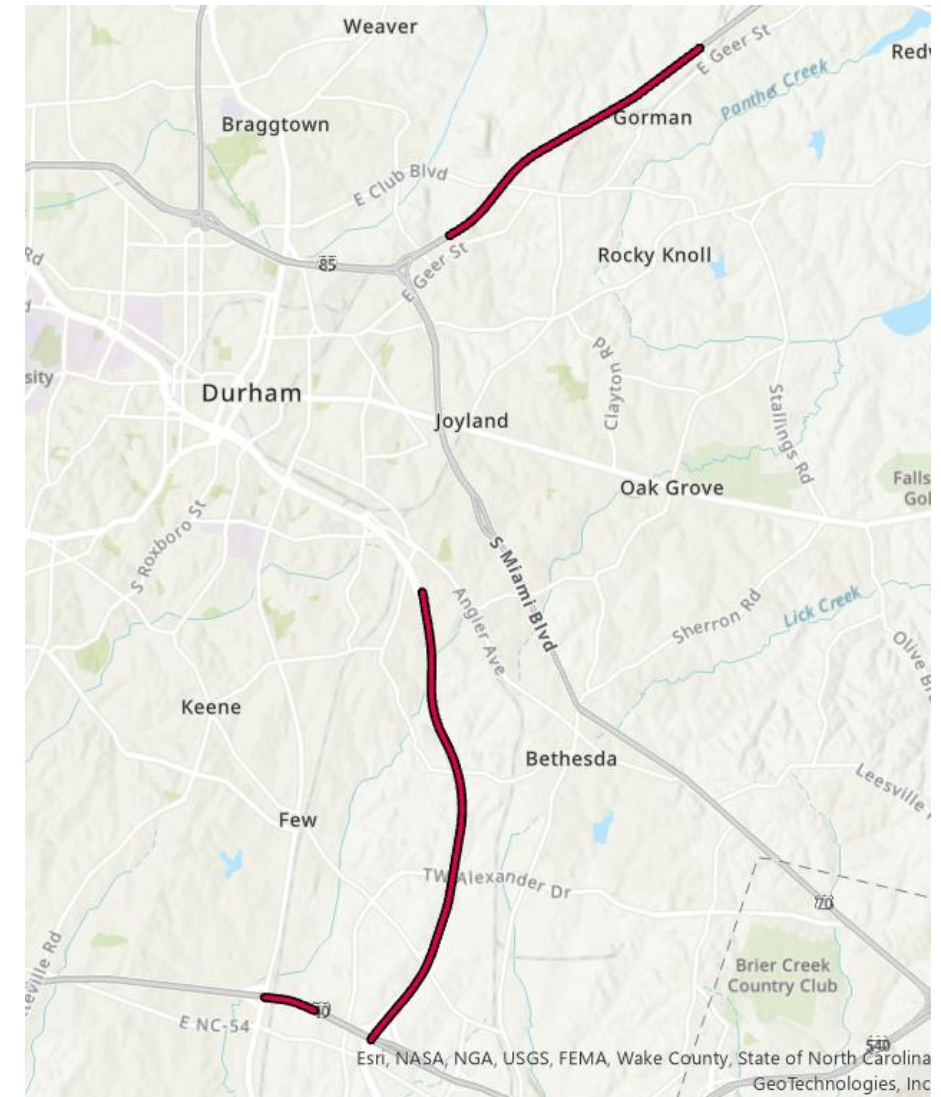 Weaver
E Geer St
Redw
Panther Creek
Braggtown
Gorman
E Club Blvd
Rocky Knoll
Rd
85
E Geer St
Clayton Rd
sity
Durham
Joyland
Stallings Rd
Oak Grove
Falls
Gol
S Roxboro St
S Miami Blvd
Angier Ave
Sherron Rd
Lick Creek
Olive Br
Keene
Bethesda
Leesville
Few
TW Alexander Dr
70
Brier Creek
Country Club
teville Rd
40
E NC-54
540
Esri, NASA, NGA, USGS, FEMA, Wake County, State of North Carolina
GeoTechnologies, Inc